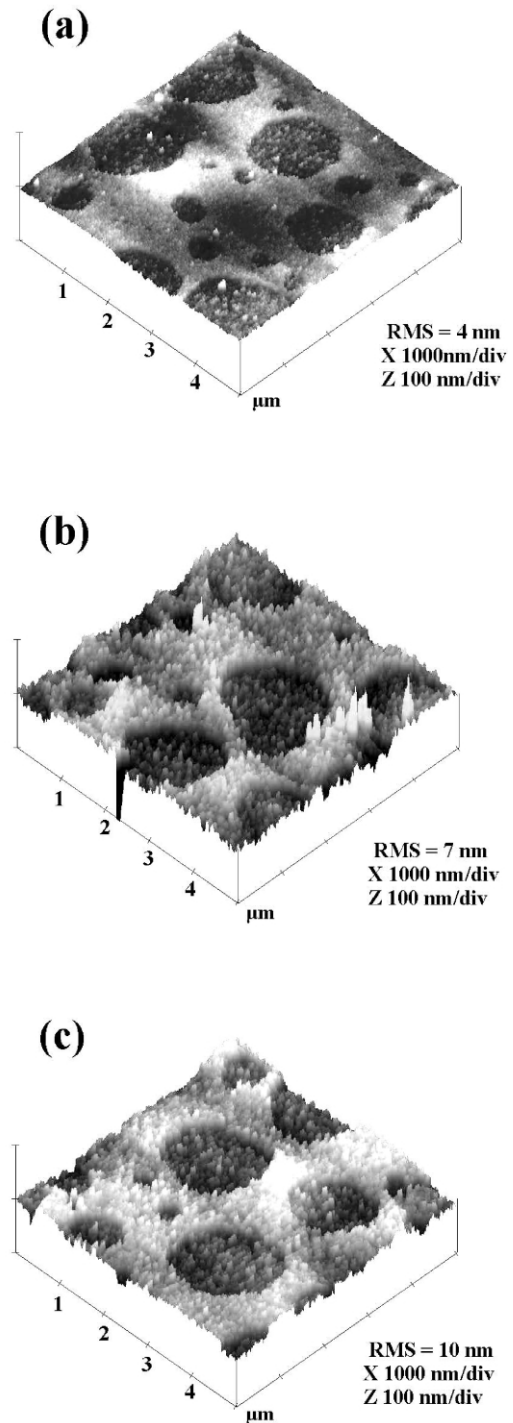 (a)
1
2
3
4
μm
RMS = 4 nm
X 1000nm/div
Z 100 nm/div
(b)
1
2
3
4
μm
RMS = 7 nm
X 1000 nm/div
Z 100 nm/div
(c)
1
2
3
4
μm
RMS = 10 nm
X 1000 nm/div
Z 100 nm/div